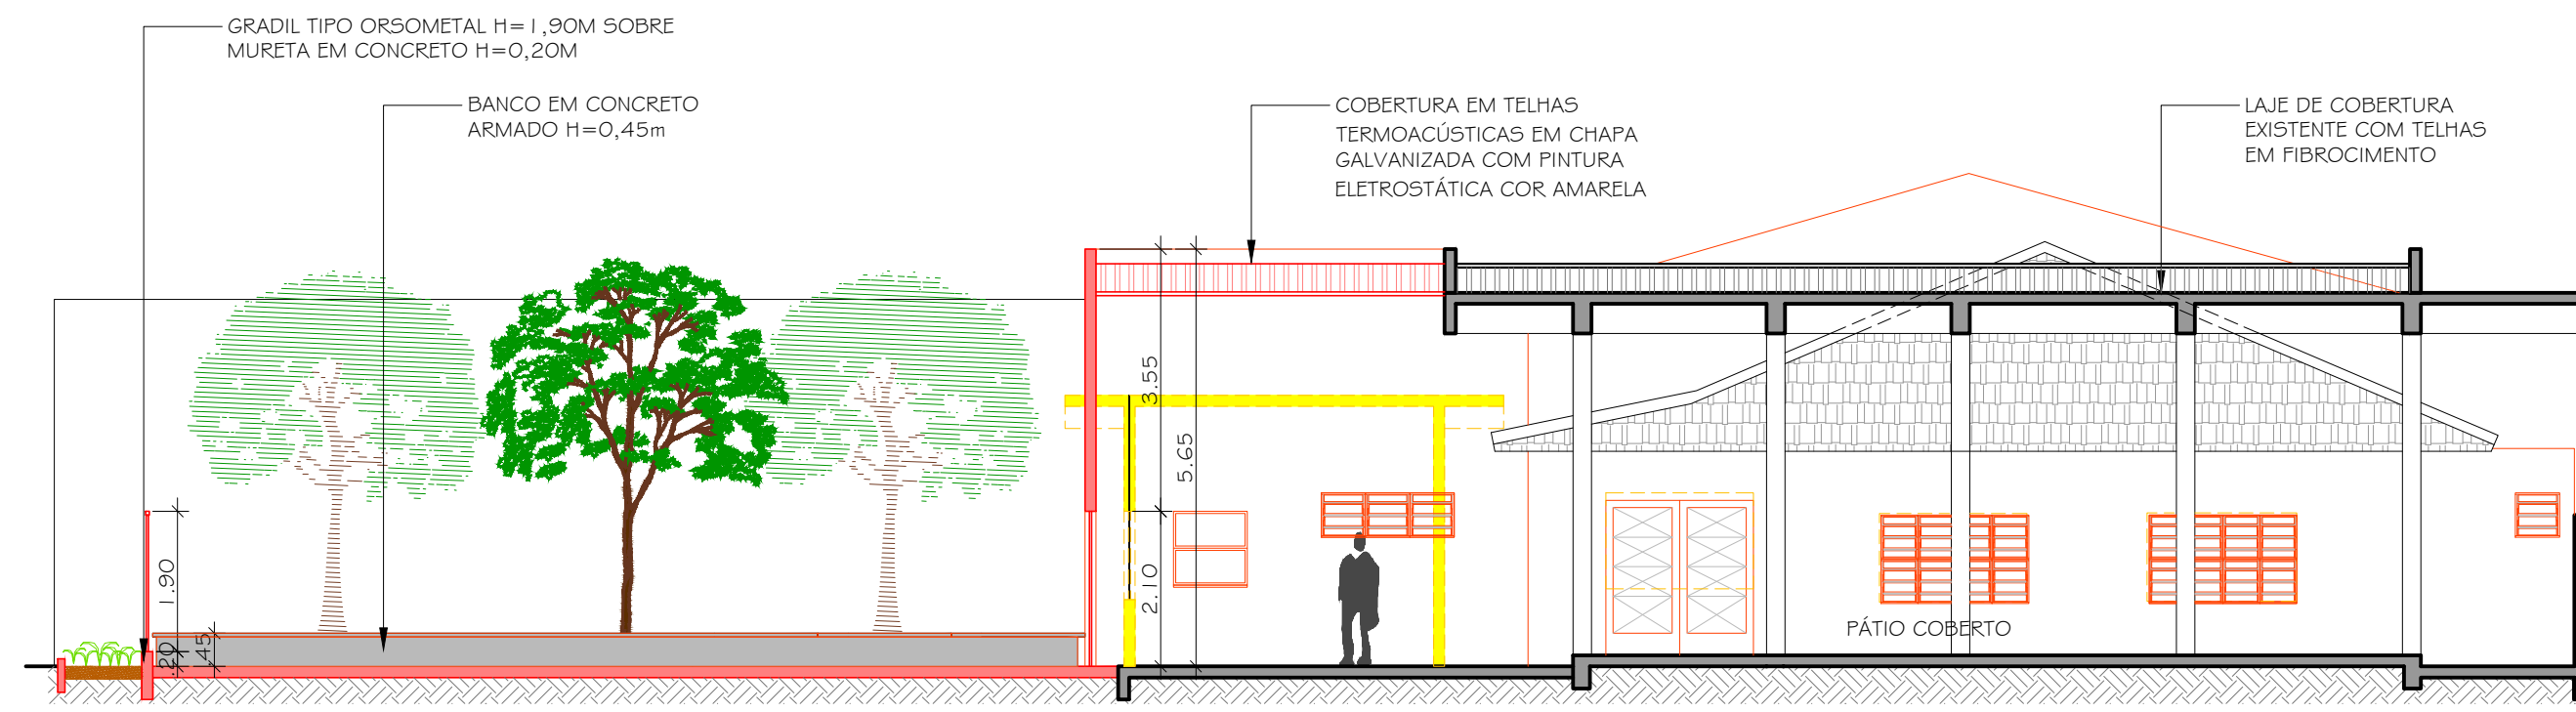 GRADIL TIPO ORSOMETAL H=1,90M SOBRE
MURETA EM CONCRETO H=0,20M
BANCO EM CONCRETO
ARMADO H=0,45m
COBERTURA EM TELHAS
TERMOACÚSTICAS EM CHAPA
GALVANIZADA COM PINTURA
ELETROSTÁTICA COR AMARELA
LAJE DE COBERTURA
EXISTENTE COM TELHAS
EM FIBROCIMENTO
3.55
5.65
2.10
1.90
.20
.45
PÁTIO COBERTO